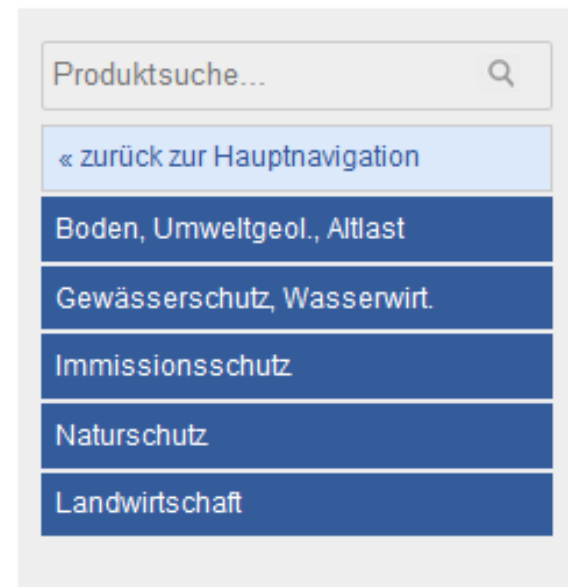 Produktsuche...
« zurück zur Hauptnavigation
Boden, Umweltgeol., Altlast
Gewässerschutz, Wasserwirt.
Immissionsschutz
Naturschutz
Landwirtschaft